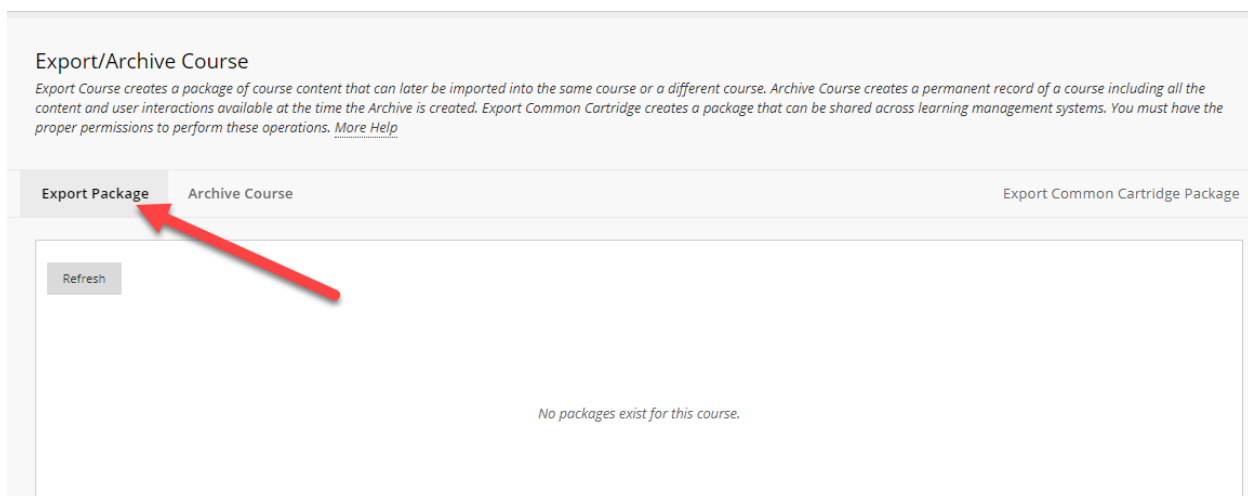 Export/Archive Course
Export Course creates a package of course content that can later be imported into the same course or a different course. Archive Course creates a permanent record of a course including all the
content and user interactions available at the time the Archive is created. Export Common Cartridge creates a package that can be shared across learning management systems. You must have the
proper permissions to perform these operations. More Help
Export Package Archive Course Export Common Cartridge Package
Refresh
No packages exist for this course.